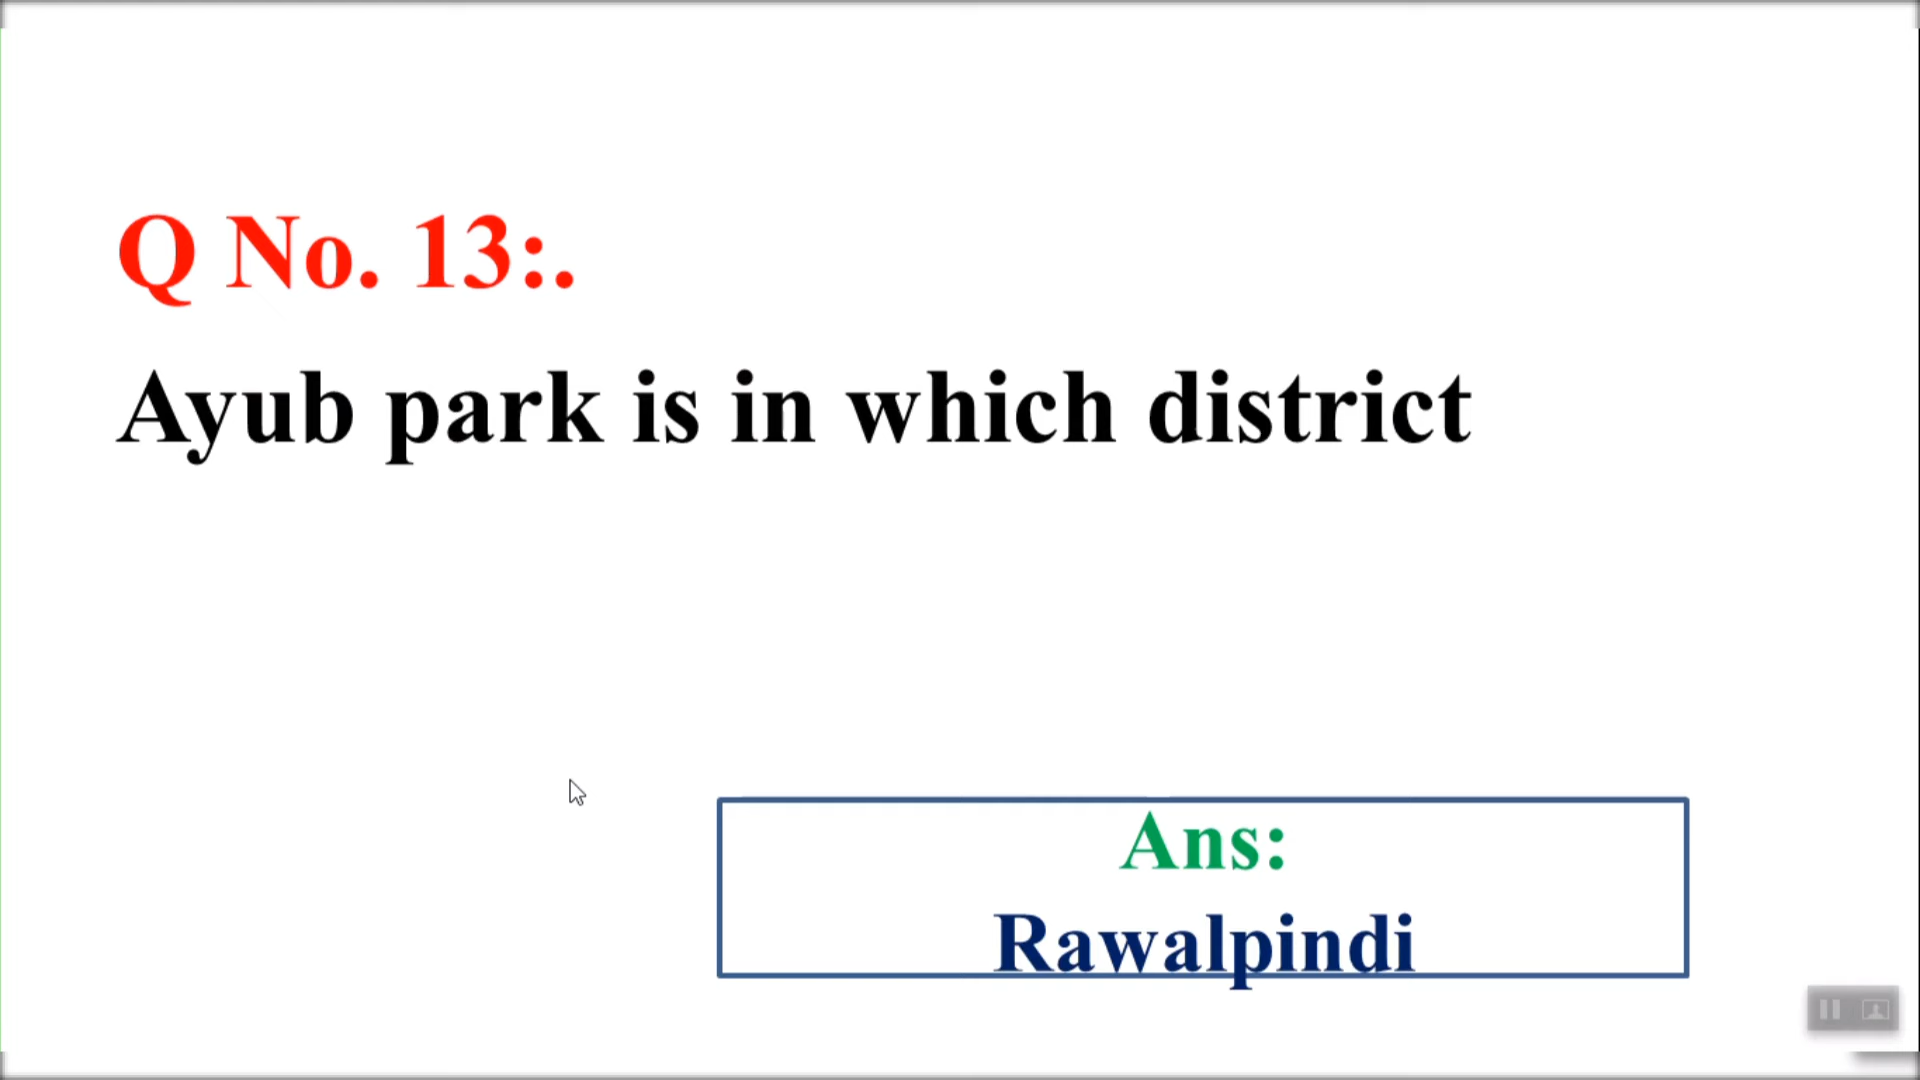 Q No. 13:.
Ayub park is in which district
Ans:
Rawalpindi